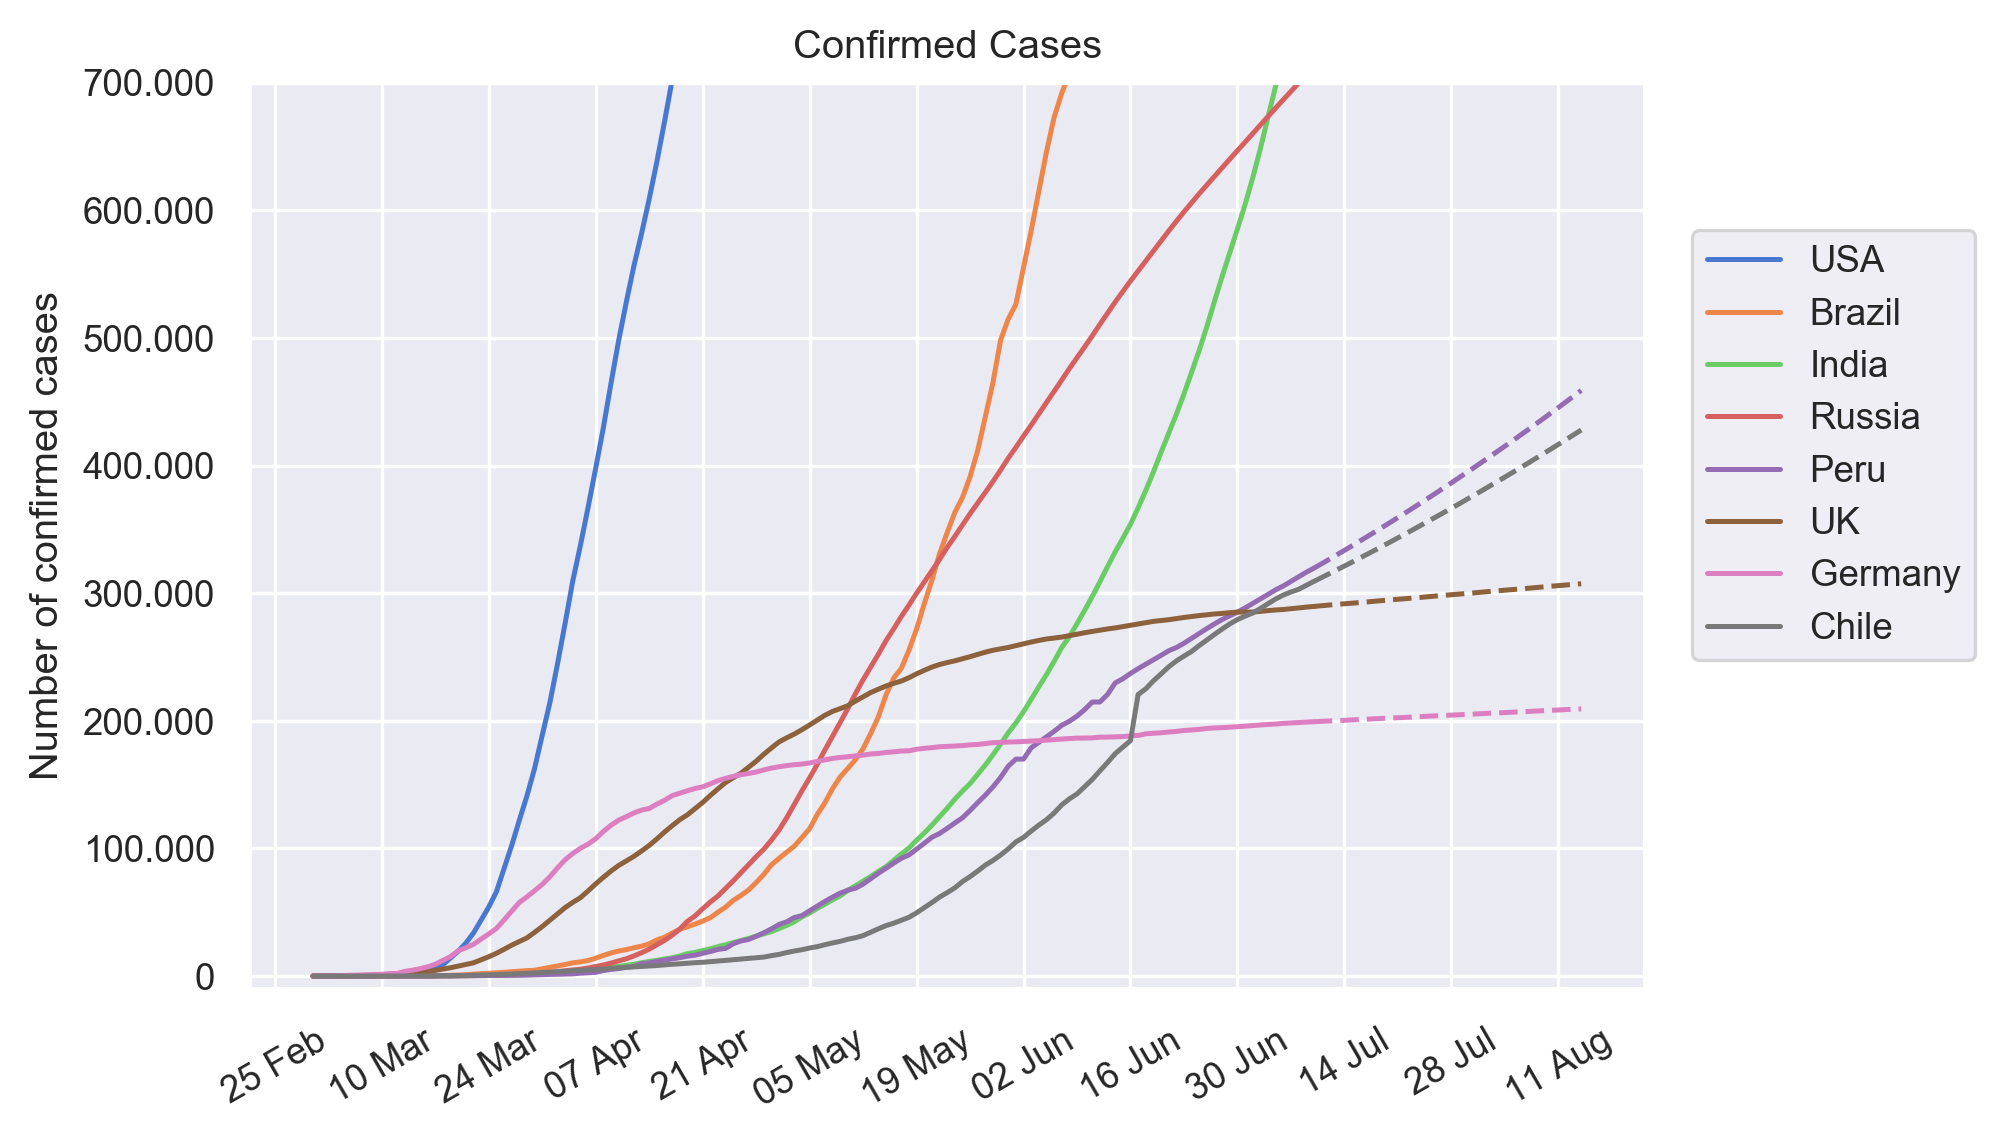 Confirmed Cases
700.000
600.000
500.000
400.000
300.000
200.000
100.000
0
Number of confirmed cases
25 Feb
10 Mar
24 Mar
07 Apr
21 Apr
05 May
19 May
02 Jun
16 Jun
30 Jun
14 Jul
28 Jul
11 Aug
USA
Brazil
India
Russia
Peru
UK
Germany
Chile